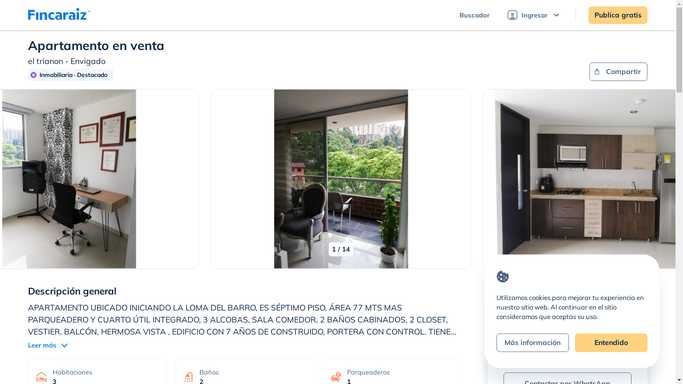 Fincaraiz
Buscador
Ingresar
Publica gratis
Apartamento en venta
el trianon - Envigado
Inmobiliaria · Destacado
Compartir
1 / 14
Descripción general
APARTAMENTO UBICADO INICIANDO LA LOMA DEL BARRO, ES SÉPTIMO PISO, ÁREA 77 MTS MAS
PARQUEADERO Y CUARTO ÚTIL INTEGRADO, 3 ALCOBAS, SALA COMEDOR, 2 BAÑOS CABINADOS, 2 CLOSET,
VESTIER, BALCÓN, HERMOSA VISTA , EDIFICIO CON 7 AÑOS DE CONSTRUIDO, PORTERA CON CONTROL. TIENE...
Leer más
Habitaciones
3
Baños
2
Parqueaderos
1
Utilizamos cookies para mejorar tu experiencia en
nuestro sitio web. Al continuar en el sitio
consideramos que aceptas su uso.
Más información
Entendido
Contactar por WhatsApp